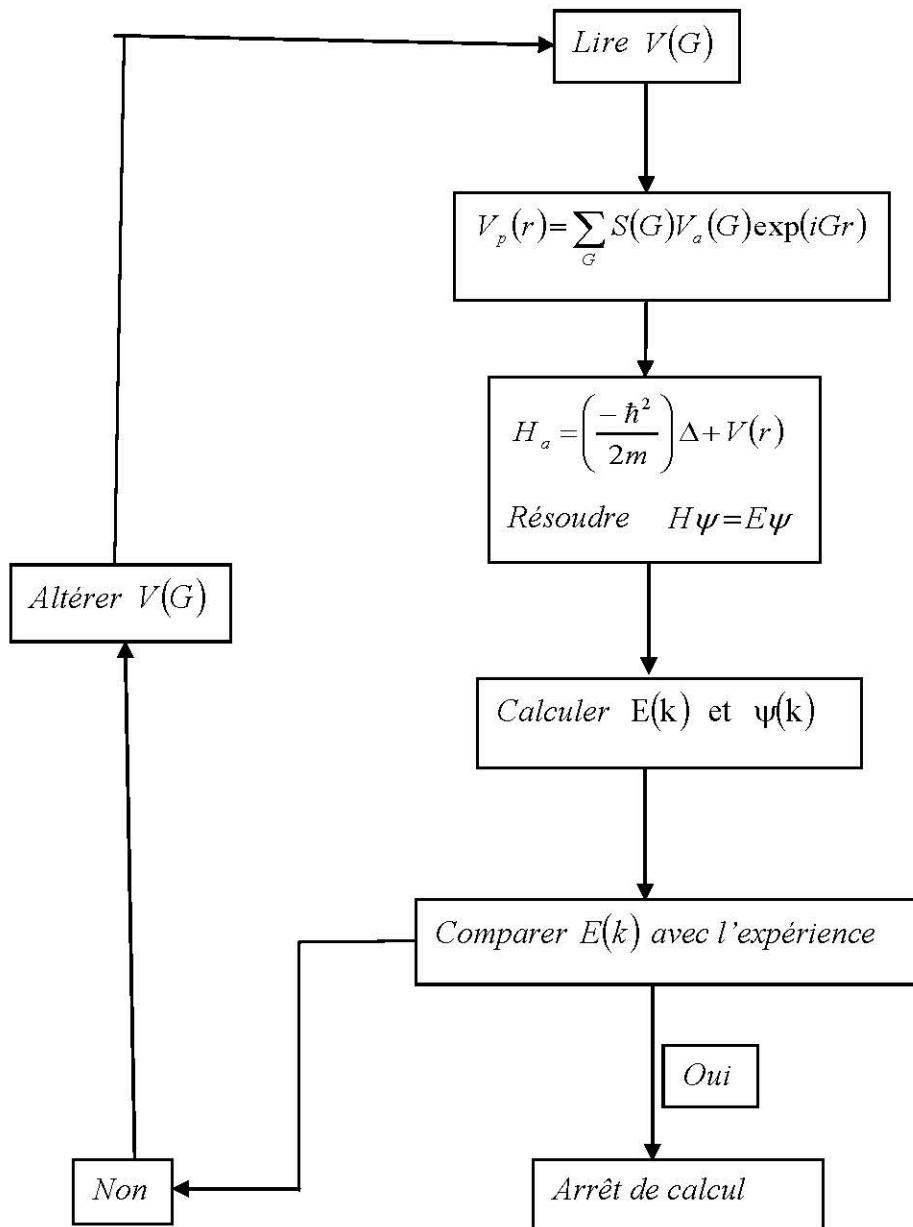 Lire V(G)
V_p(r)=∑_G S(G)V_a(G)exp(iGr)
H_a=(-ħ²/2m)Δ+V(r)
Résoudre Hψ=Eψ
Altérer V(G)
Calculer E(k) et ψ(k)
Comparer E(k) avec l'expérience
Oui
Non
Arrêt de calcul